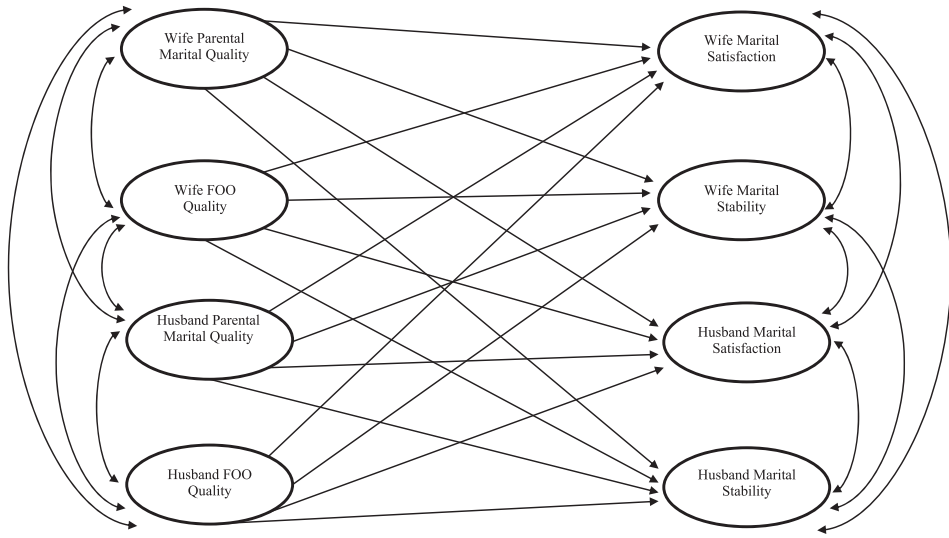 Wife Parental
Marital Quality
Wife Marital
Satisfaction
Wife FOO
Quality
Wife Marital
Stability
Husband Parental
Marital Quality
Husband Marital
Satisfaction
Husband FOO
Quality
Husband Marital
Stability